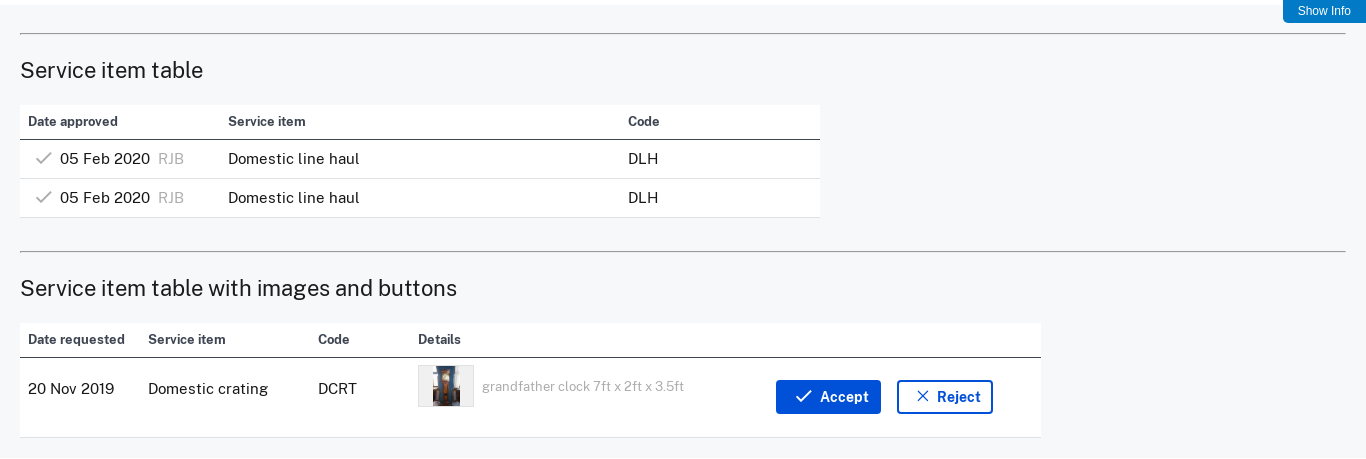 Show Info
Service item table
Date approved Service item Code
05 Feb 2020 RJB Domestic line haul DLH
05 Feb 2020 RJB Domestic line haul DLH
Service item table with images and buttons
Date requested Service item Code Details
20 Nov 2019 Domestic crating DCRT grandfather clock 7ft x 2ft x 3.5ft Accept Reject